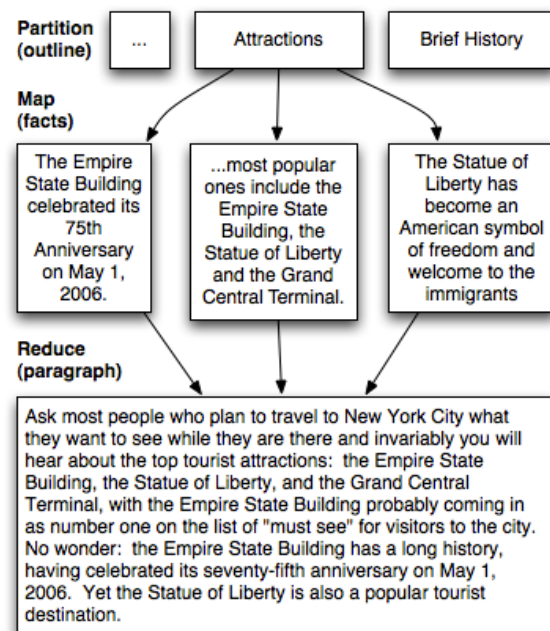 Partition
(outline)
...
Attractions
Brief History
Map
(facts)
The Empire
State Building
celebrated its
75th
Anniversary
on May 1,
2006.
...most popular
ones include the
Empire State
Building, the
Statue of Liberty
and the Grand
Central Terminal.
The Statue of
Liberty has
become an
American symbol
of freedom and
welcome to the
immigrants
Reduce
(paragraph)
Ask most people who plan to travel to New York City what
they want to see while they are there and invariably you will
hear about the top tourist attractions:  the Empire State
Building, the Statue of Liberty, and the Grand Central
Terminal, with the Empire State Building probably coming in
as number one on the list of "must see" for visitors to the city.
No wonder:  the Empire State Building has a long history,
having celebrated its seventy-fifth anniversary on May 1,
2006.  Yet the Statue of Liberty is also a popular tourist
destination.